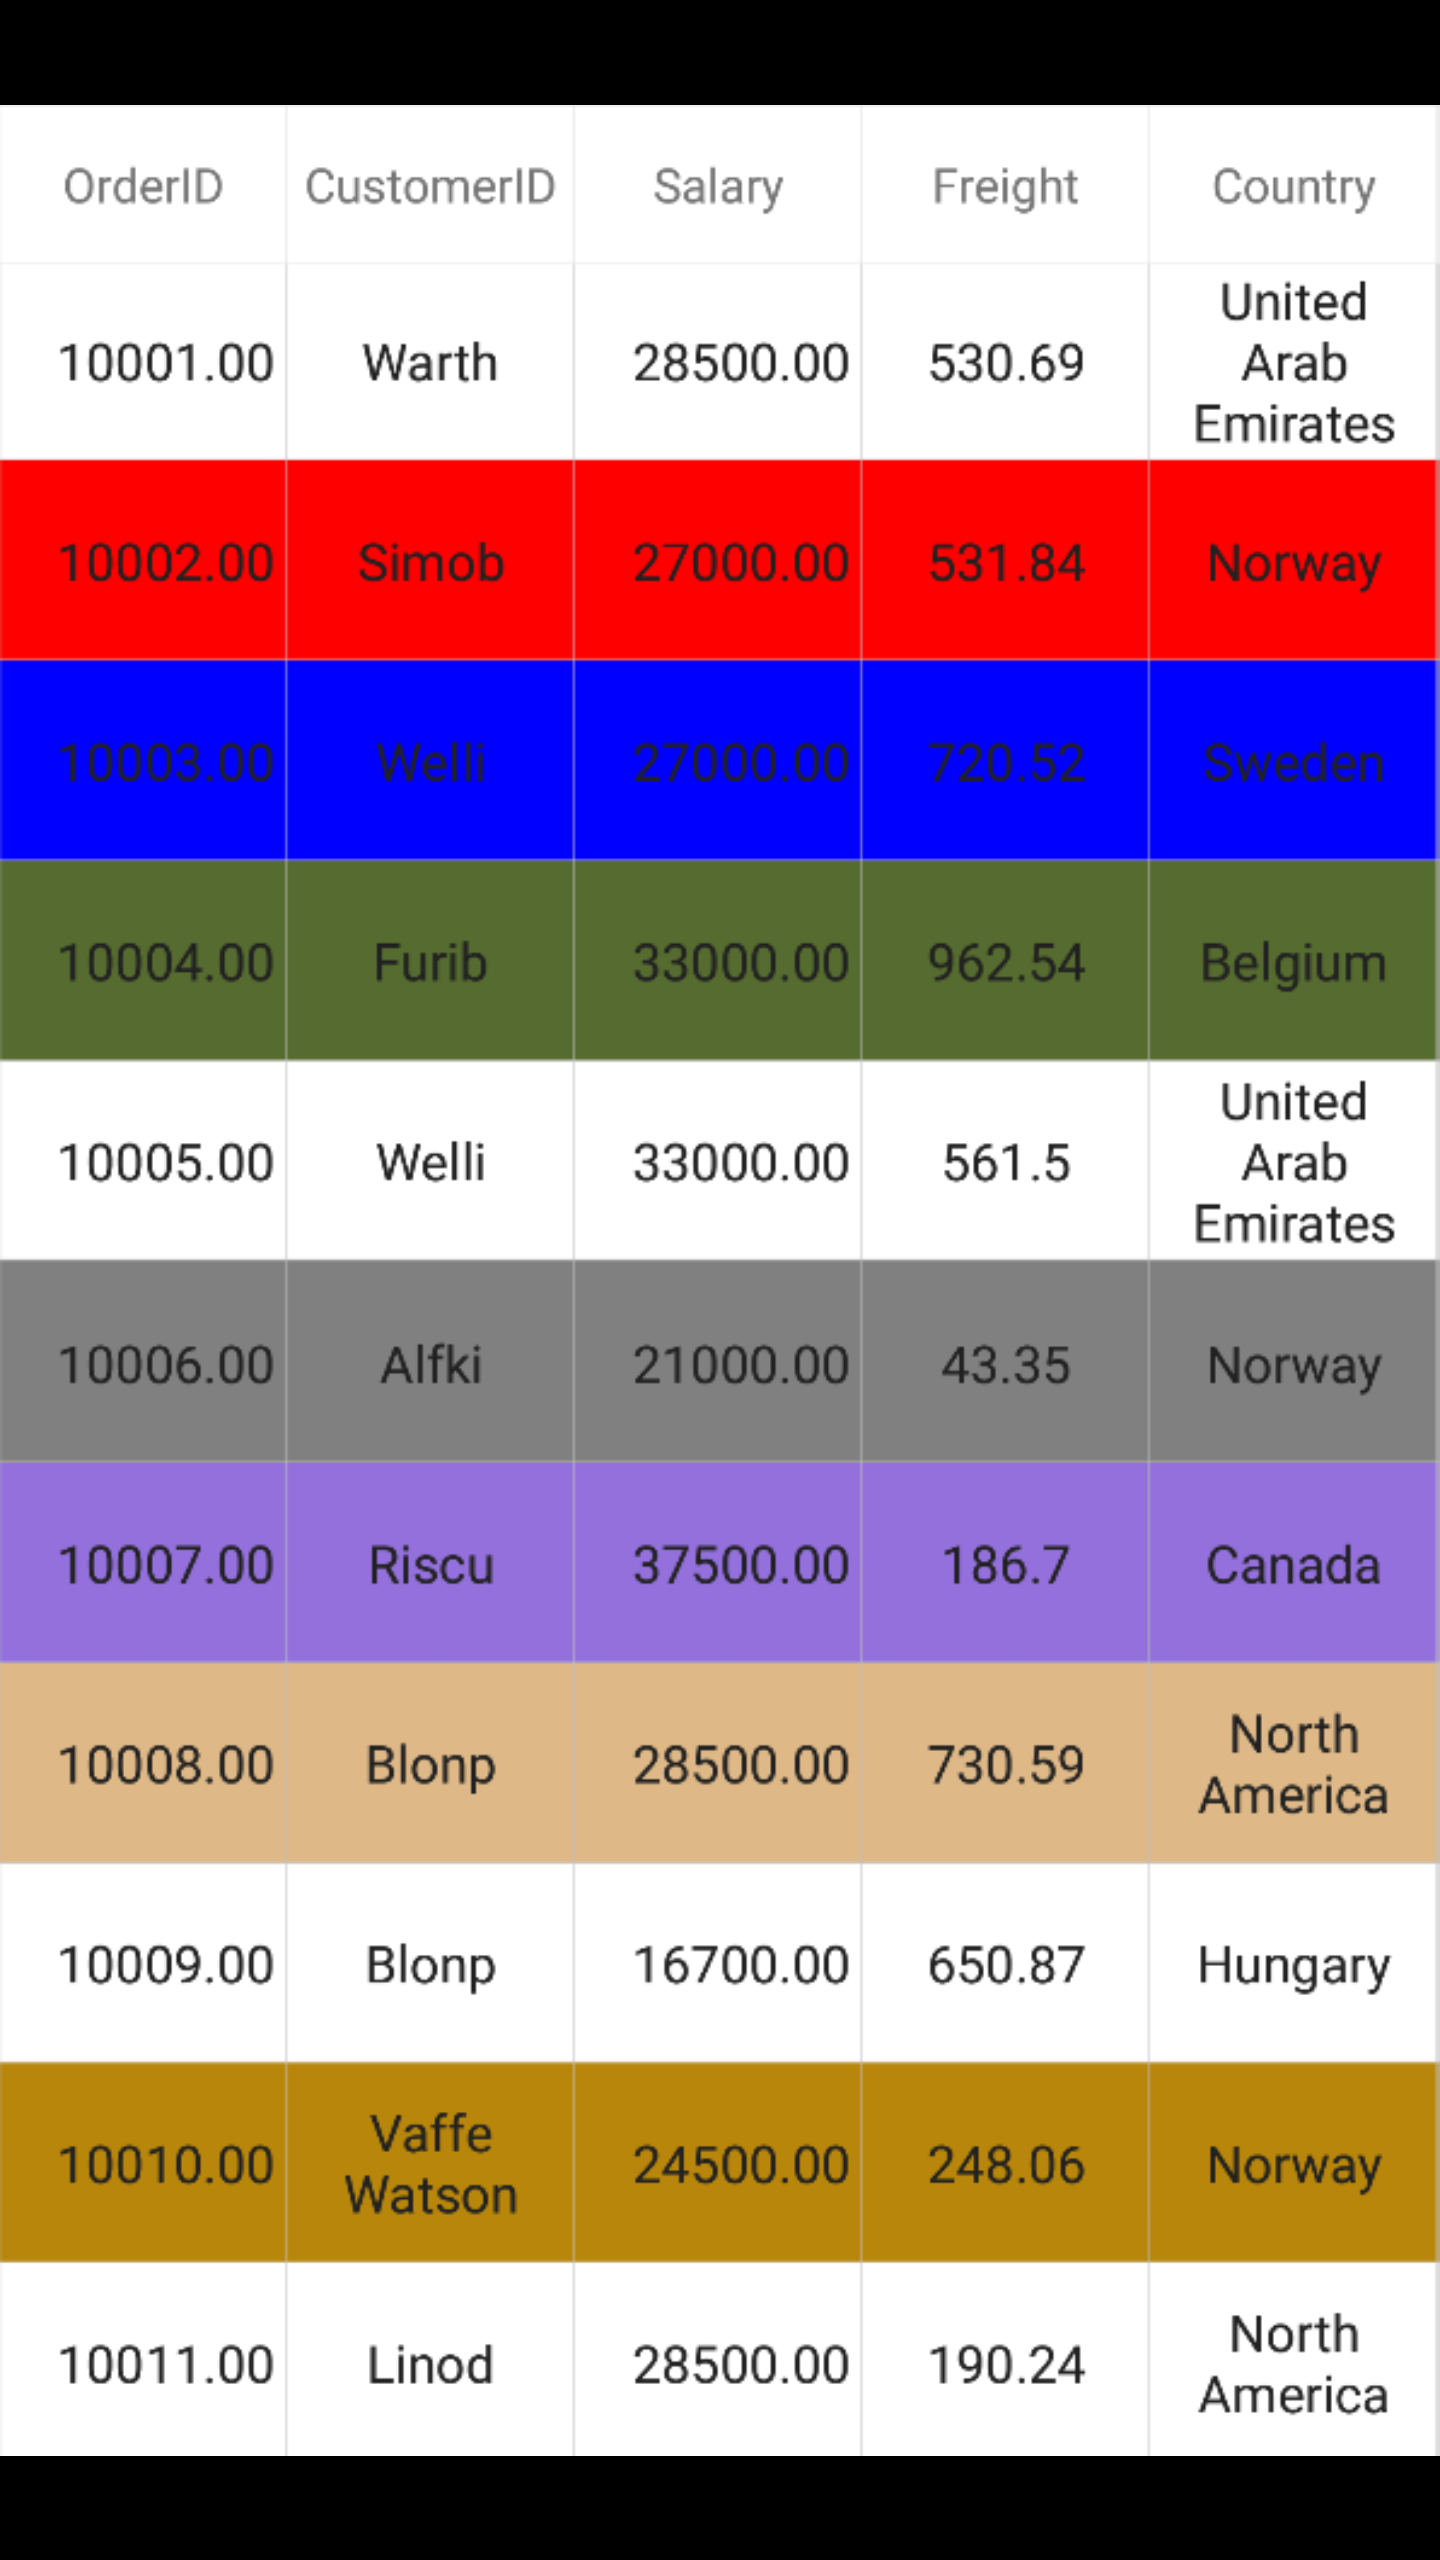 OrderID CustomerID Salary Freight Country
10001.00 Warth 28500.00 530.69 United
Arab
Emirates
10002.00 Simob 27000.00 531.84 Norway
10003.00 Welli 27000.00 720.52 Sweden
10004.00 Furib 33000.00 962.54 Belgium
10005.00 Welli 33000.00 561.5 United
Arab
Emirates
10006.00 Alfki 21000.00 43.35 Norway
10007.00 Riscu 37500.00 186.7 Canada
10008.00 Blonp 28500.00 730.59 North
America
10009.00 Blonp 16700.00 650.87 Hungary
10010.00 Vaffe
Watson 24500.00 248.06 Norway
10011.00 Linod 28500.00 190.24 North
America